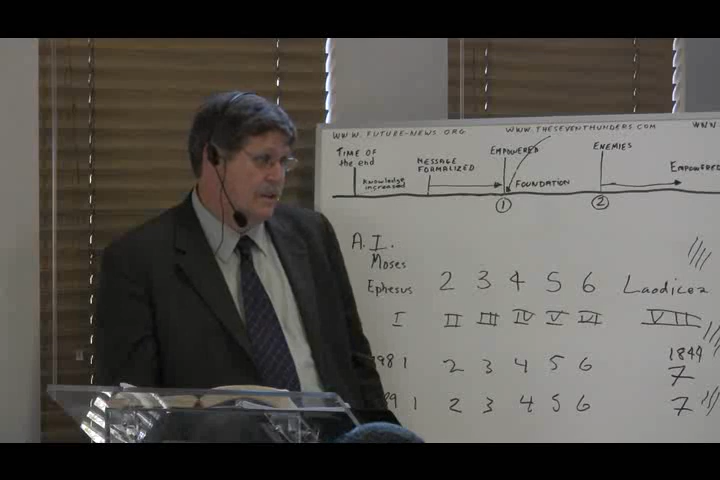 WWW. FUTURE-NEWS.ORG WWW.THESEVENTHUNDERS.COM WWW
TIME OF the end
MESSAGE FORMALIZED
EMPOWERED
ENEMIES
EMPOWERED
Knowledge increased
FOUNDATION
1 2
A. I.
Moses
Ephesus 2 3 4 5 6 Laodicea
I II III IV V VI VII
1844
1 2 3 4 5 6 7
1 2 3 4 5 6 7